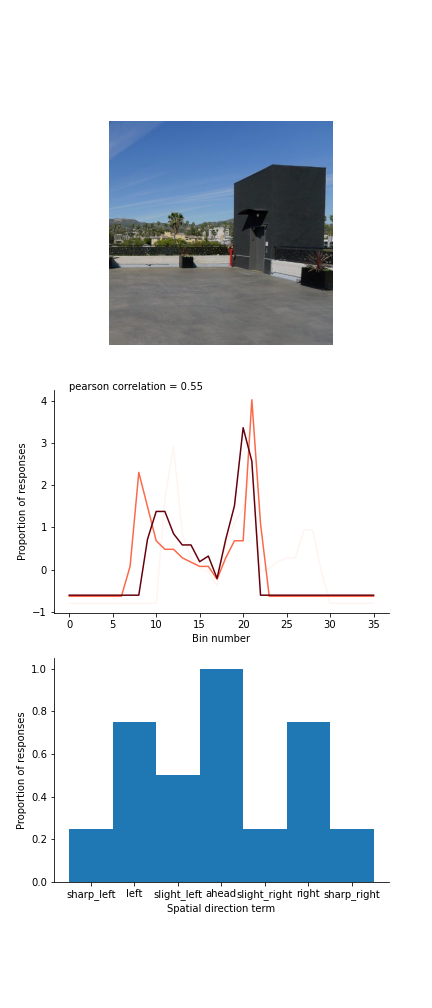 pearson correlation = 0.55
Proportion of responses
4
3
2
1
0
−1
0 5 10 15 20 25 30 35
Bin number
Proportion of responses
1.0
0.8
0.6
0.4
0.2
0.0
sharp_left left slight_left ahead slight_right right sharp_right
Spatial direction term